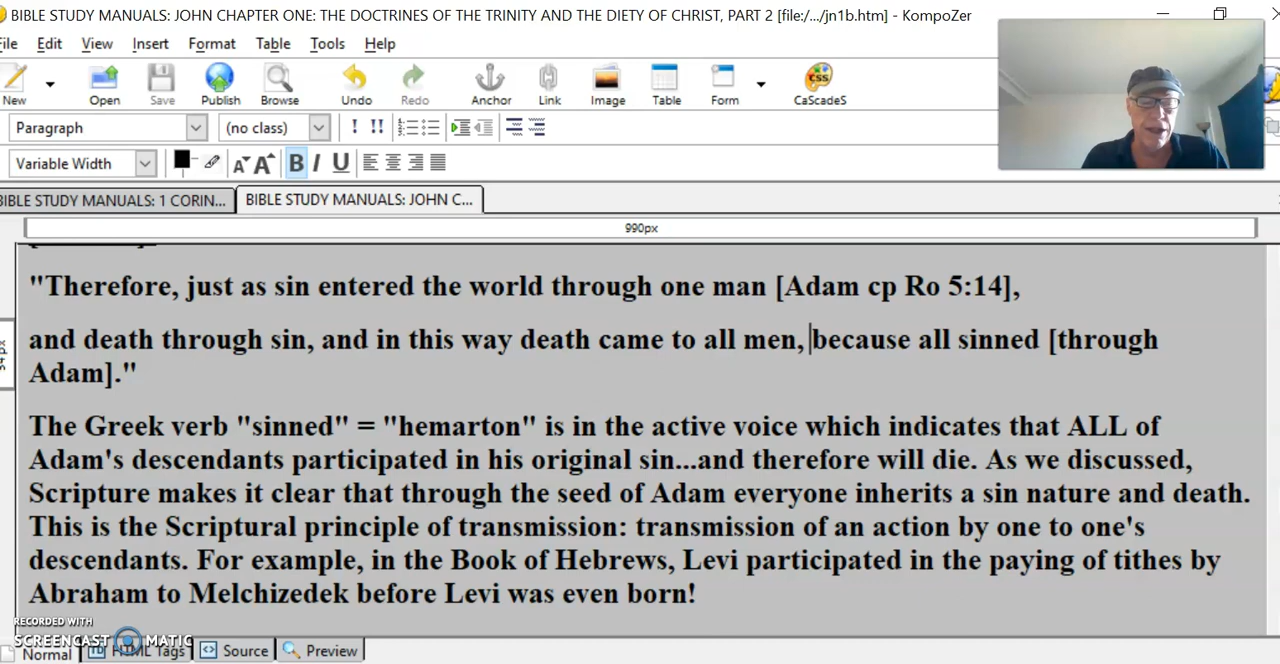 BIBLE STUDY MANUALS: JOHN CHAPTER ONE: THE DOCTRINES OF THE TRINITY AND THE DIETY OF CHRIST, PART 2 [file:/.../jn1b.htm] - KompoZer
File Edit View Insert Format Table Tools Help
New Open Save Publish Browse Undo Redo Anchor Link Image Table Form CaScadeS
Paragraph (no class) ! !!
Variable Width A A B I U
BIBLE STUDY MANUALS: 1 CORIN... BIBLE STUDY MANUALS: JOHN C...
990px
"Therefore, just as sin entered the world through one man [Adam cp Ro 5:14],
and death through sin, and in this way death came to all men, because all sinned [through
Adam]."
The Greek verb "sinned" = "hemarton" is in the active voice which indicates that ALL of
Adam's descendants participated in his original sin...and therefore will die. As we discussed,
Scripture makes it clear that through the seed of Adam everyone inherits a sin nature and death.
This is the Scriptural principle of transmission: transmission of an action by one to one's
descendants. For example, in the Book of Hebrews, Levi participated in the paying of tithes by
Abraham to Melchizedek before Levi was even born!
RECORDED WITH
SCREENCAST MATIC
Normal HTML Tags Source Preview